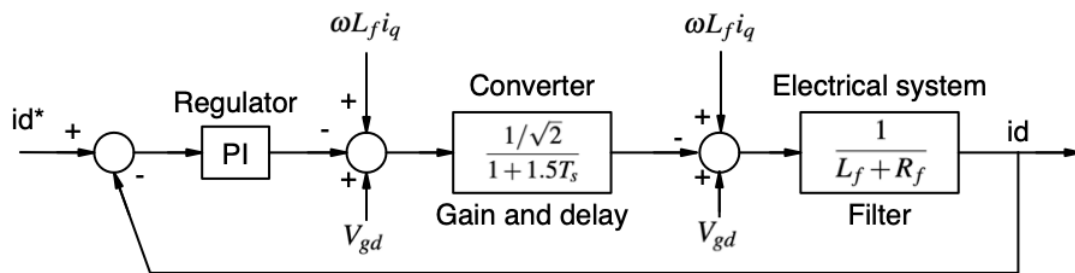 ωL_f i_q
ωL_f i_q
Regulator
Converter
Electrical system
id*
+
-
PI
-
+
+
1/√2
1+1.5T_s
-
+
+
1
L_f+R_f
id
Gain and delay
Filter
V_gd
V_gd